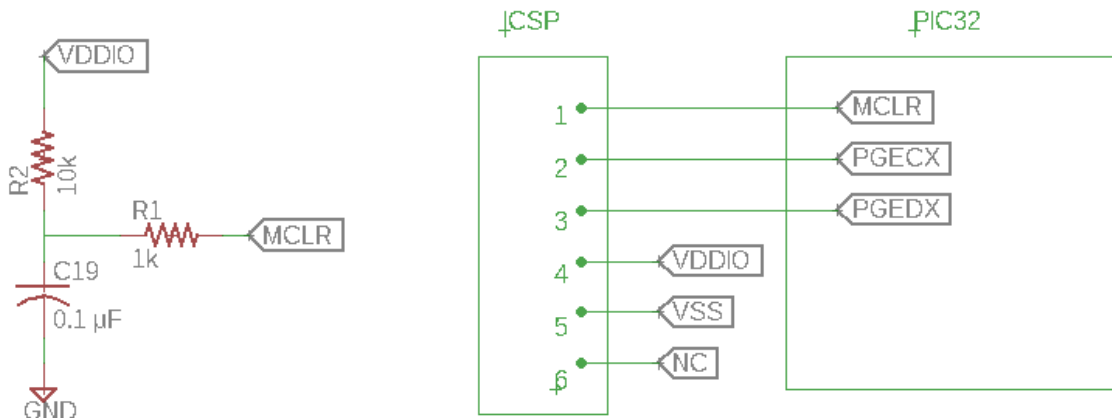 VDDIO
R2
10k
R1
1k
MCLR
C19
0.1 µF
GND
ICSP
1
2
3
4
5
6
VDDIO
VSS
NC
PIC32
MCLR
PGECX
PGEDX